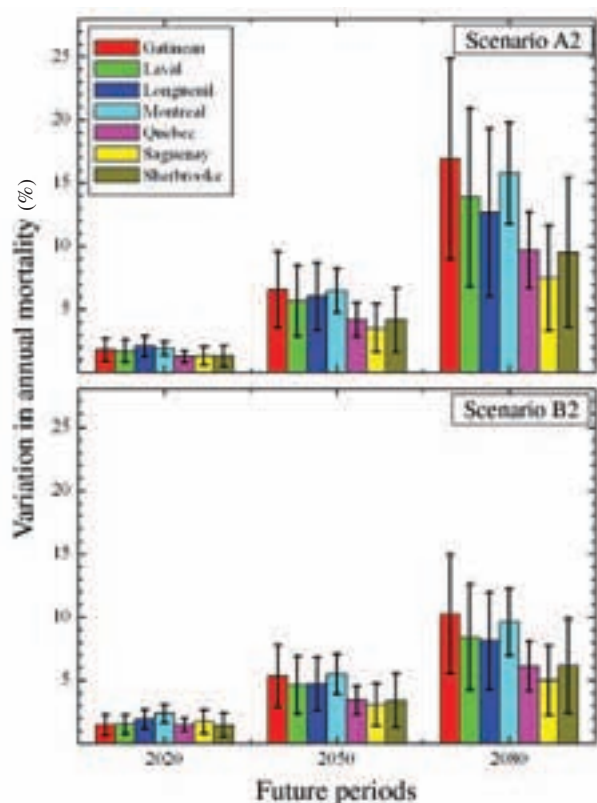 Scenario A2
25
Gatineau
Laval
Longueuil
Montreal
Quebec
Saguenay
Sherbrooke
20
15
10
5
Variation in annual mortality (%)
Scenario B2
25
20
15
10
5
2020
2050
2080
Future periods